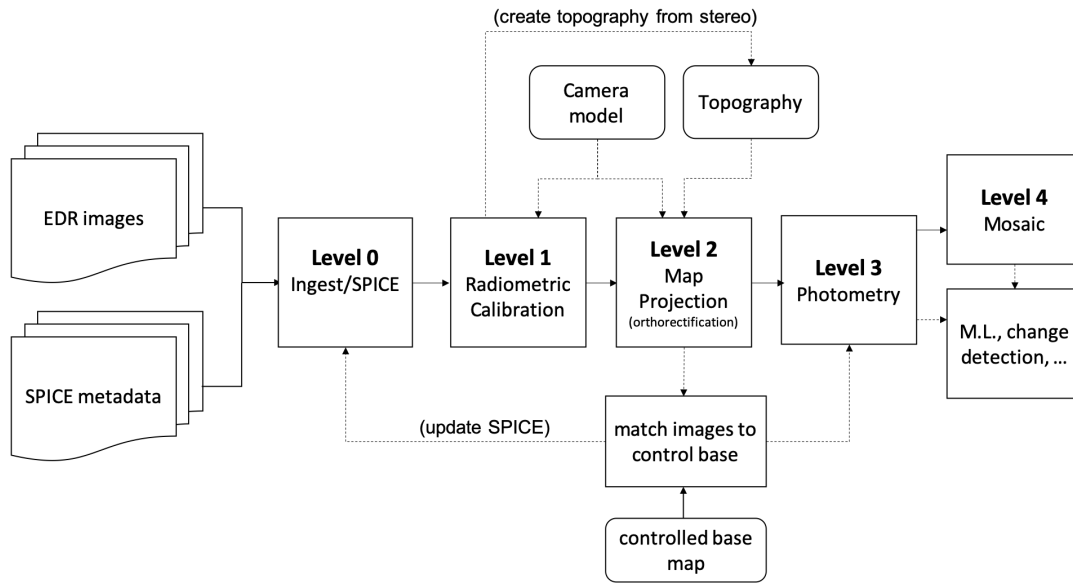 (create topography from stereo)
Camera
model
Topography
EDR images
SPICE metadata
Level 0
Ingest/SPICE
Level 1
Radiometric
Calibration
Level 2
Map
Projection
(orthorectification)
Level 3
Photometry
Level 4
Mosaic
M.L., change
detection, ...
(update SPICE)
match images to
control base
controlled base
map